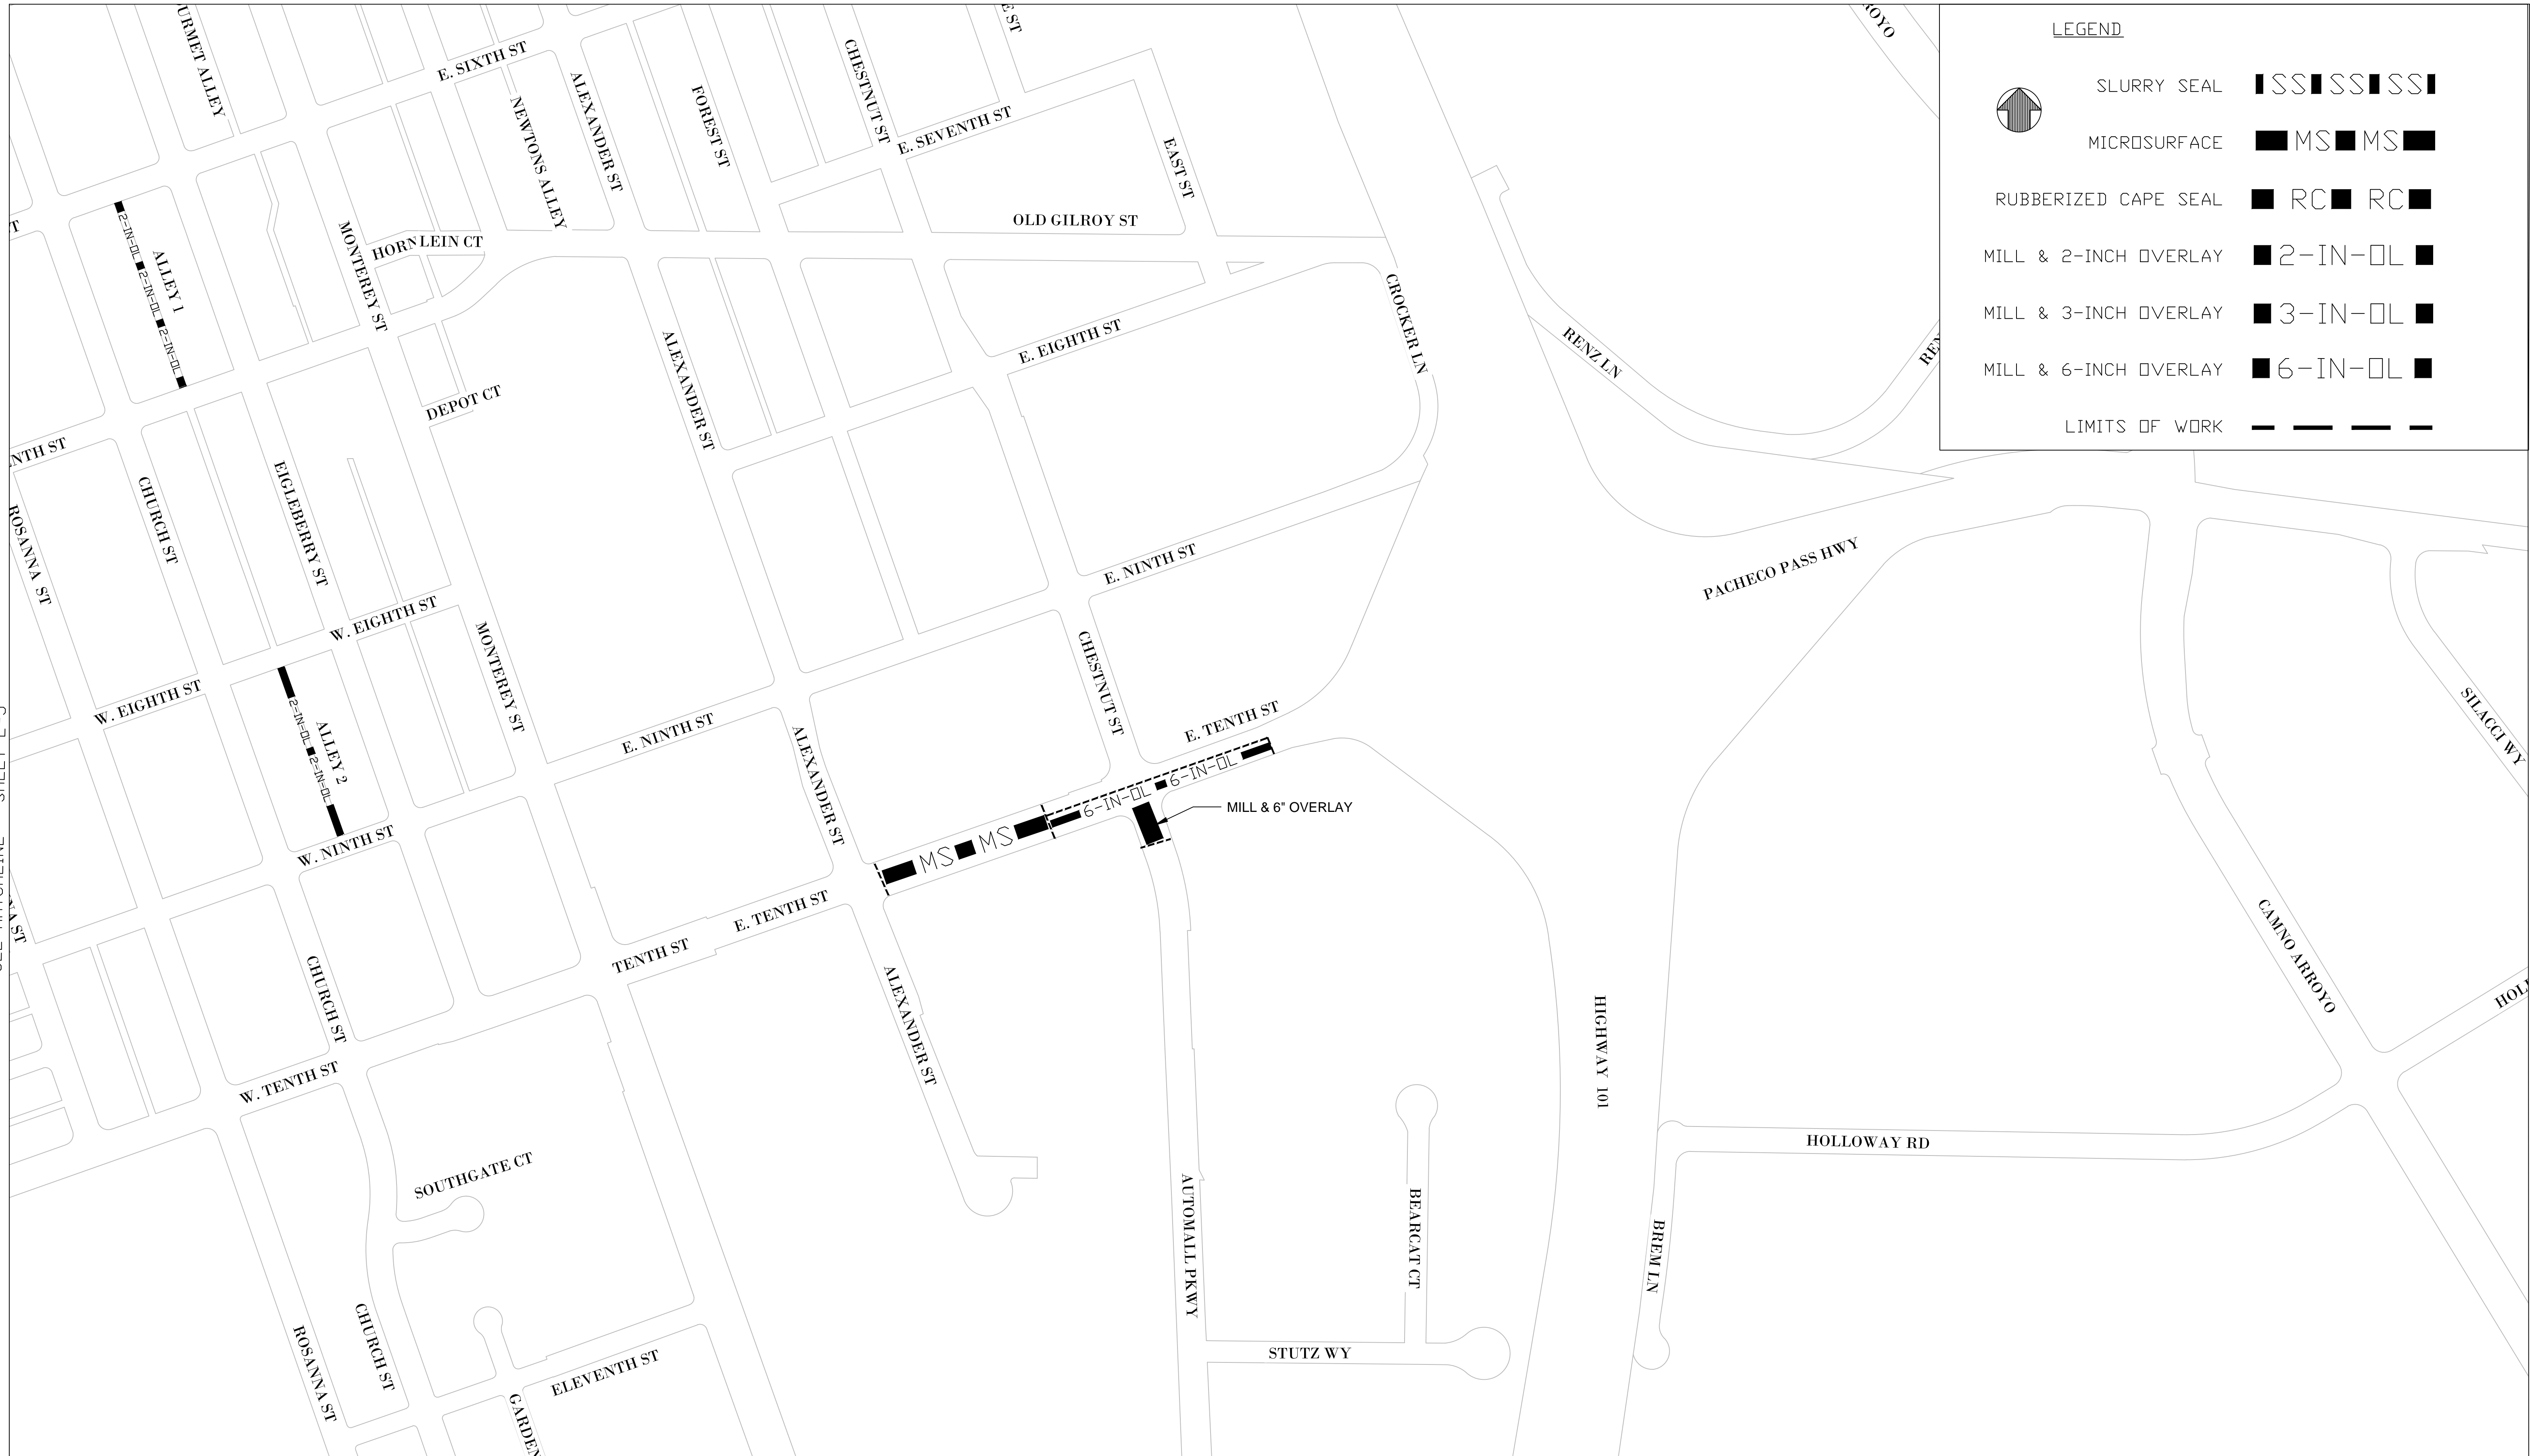 E. SIXTH ST
NEWTONS ALLEY
ALEXANDER ST
FOREST ST
CHESTNUT ST
E. SEVENTH ST
EAST ST
OLD GILROY ST
ALLEY 1
2-IN-OL
2-IN-OL
2-IN-OL
MONTEREY ST
HORNLEIN CT
DEPOT CT
ALEXANDER ST
E. EIGHTH ST
CROCKER LN
RENZ LN
LEGEND
SLURRY SEAL SS SS SS
MICROSURFACE MS MS
RUBBERIZED CAPE SEAL RC RC
MILL & 2-INCH OVERLAY 2-IN-OL
MILL & 3-INCH OVERLAY 3-IN-OL
MILL & 6-INCH OVERLAY 6-IN-OL
LIMITS OF WORK
ROSANNA ST
CHURCH ST
EIGLEBERRY ST
W. EIGHTH ST
MONTEREY ST
E. NINTH ST
PACHECO PASS HWY
W. EIGHTH ST
ALLEY 2
2-IN-OL
2-IN-OL
W. NINTH ST
E. NINTH ST
ALEXANDER ST
CHESTNUT ST
E. TENTH ST
MS MS
6-IN-OL 6-IN-OL
MILL & 6" OVERLAY
SILACCI WY
TENTH ST
E. TENTH ST
CHURCH ST
W. TENTH ST
ALEXANDER ST
HIGHWAY 101
CAMNO ARROYO
HOLLOWAY RD
SOUTHGATE CT
AUTOMALL PKWY
BEARCAT CT
BREM LN
STUTZ WY
ROSANNA ST
CHURCH ST
ELEVENTH ST
GARDEN